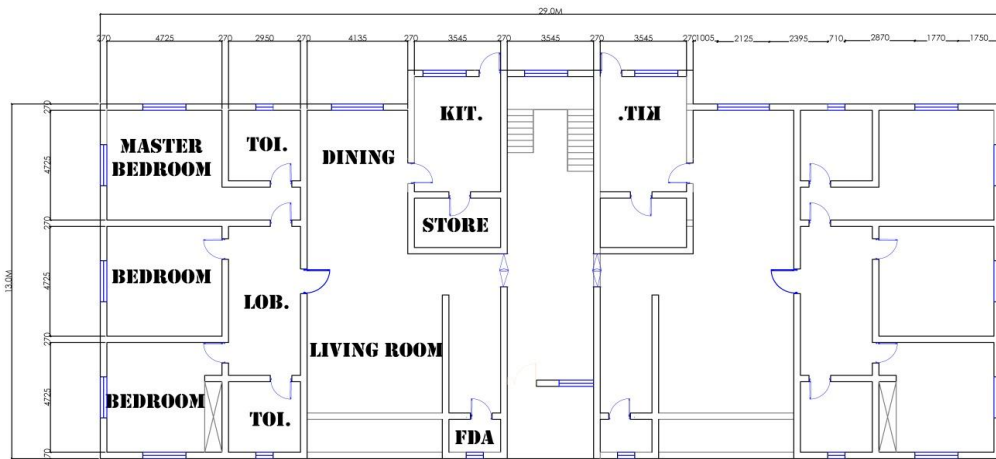 29.0M
270 4725 270 2950 270 4135 270 3545 270 3545 270 3545 270 1005 2125 2395 710 2870 1770 1750
13.0M
270
4725
270
4725
270
4725
270
MASTER
BEDROOM
TOI.
DINING
KIT.
KIT.
STORE
BEDROOM
LOB.
LIVING ROOM
BEDROOM
TOI.
FDA